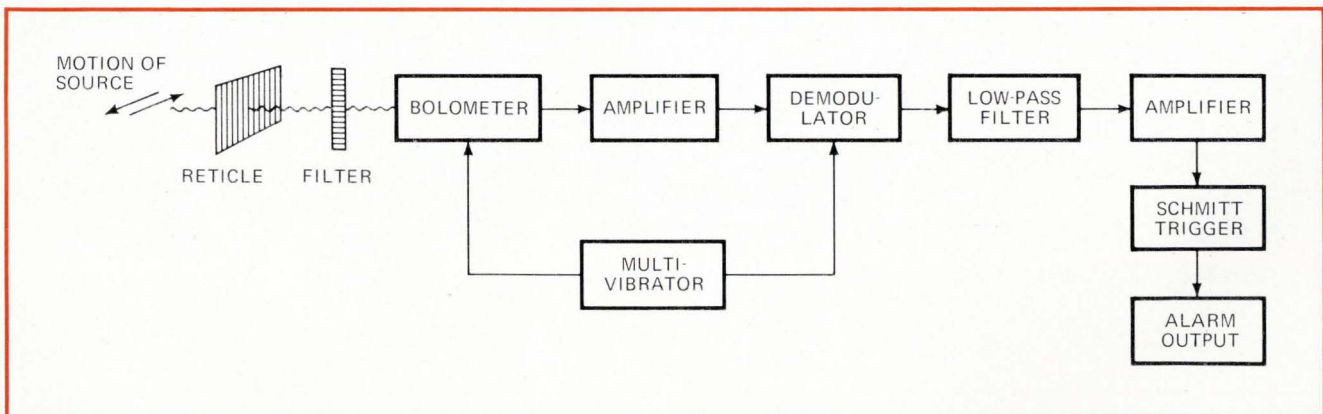 MOTION OF
SOURCE
RETICLE
FILTER
BOLOMETER
AMPLIFIER
DEMODU-
LATOR
LOW-PASS
FILTER
AMPLIFIER
MULTI-
VIBRATOR
SCHMITT
TRIGGER
ALARM
OUTPUT